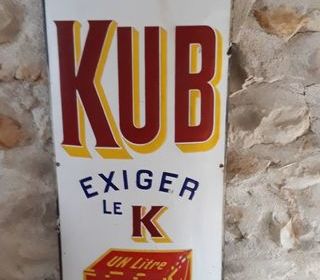 KUB
EXIGER
LE K
UN Litre